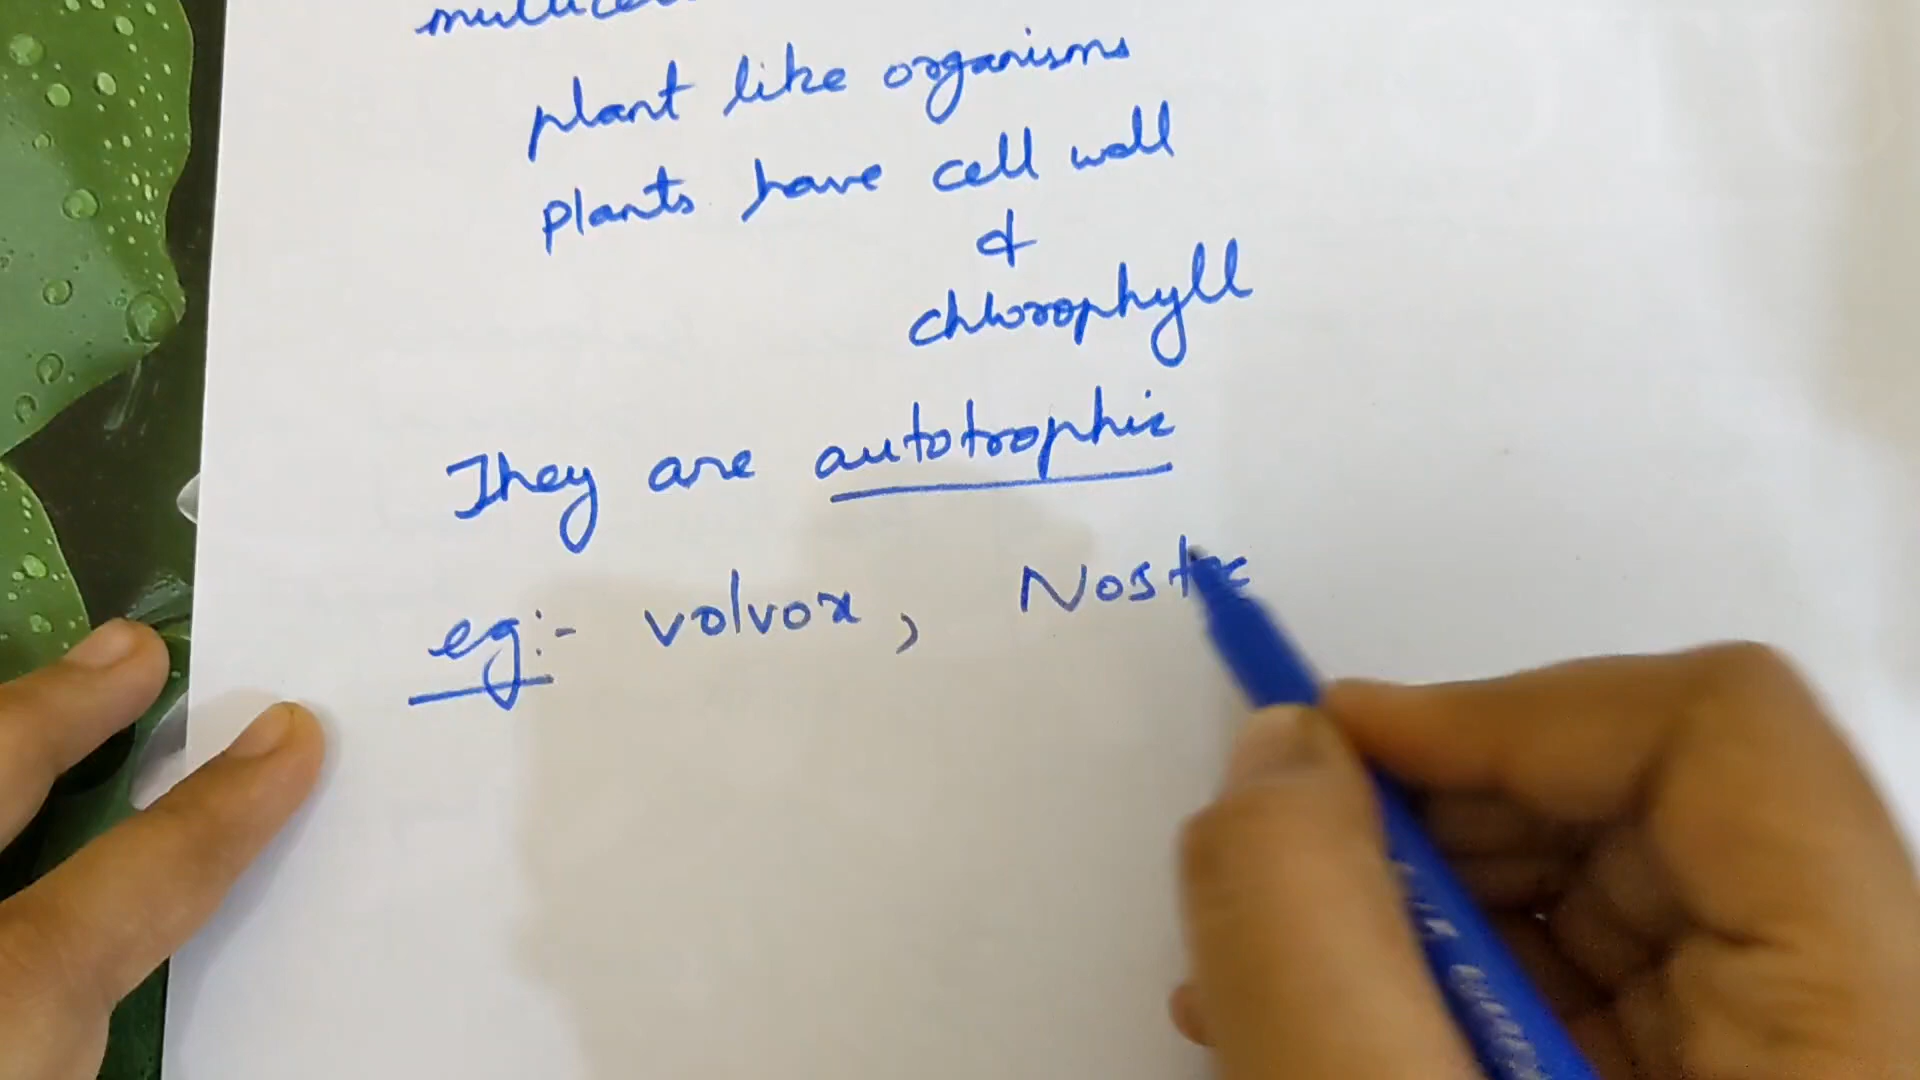 plant like organisms
plants have cell wall
&
chlorophyll
They are autotrophic
eg:- volvox, Nostoc